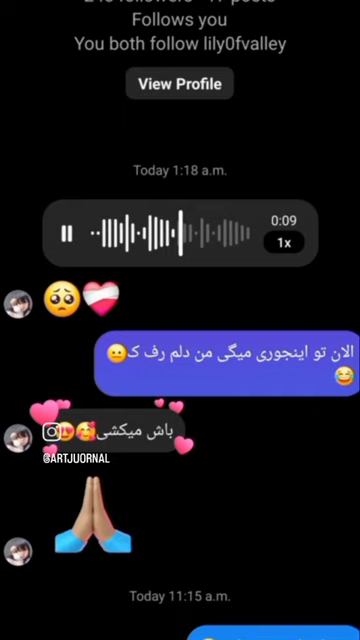 Follows you
You both follow lily0fvalley
View Profile
Today 1:18 a.m.
0:09
1x
الان تو اینجوری میگی من دلم رف ک😐
😂
باش میکشی🥰😍
@ARTJUORNAL
Today 11:15 a.m.